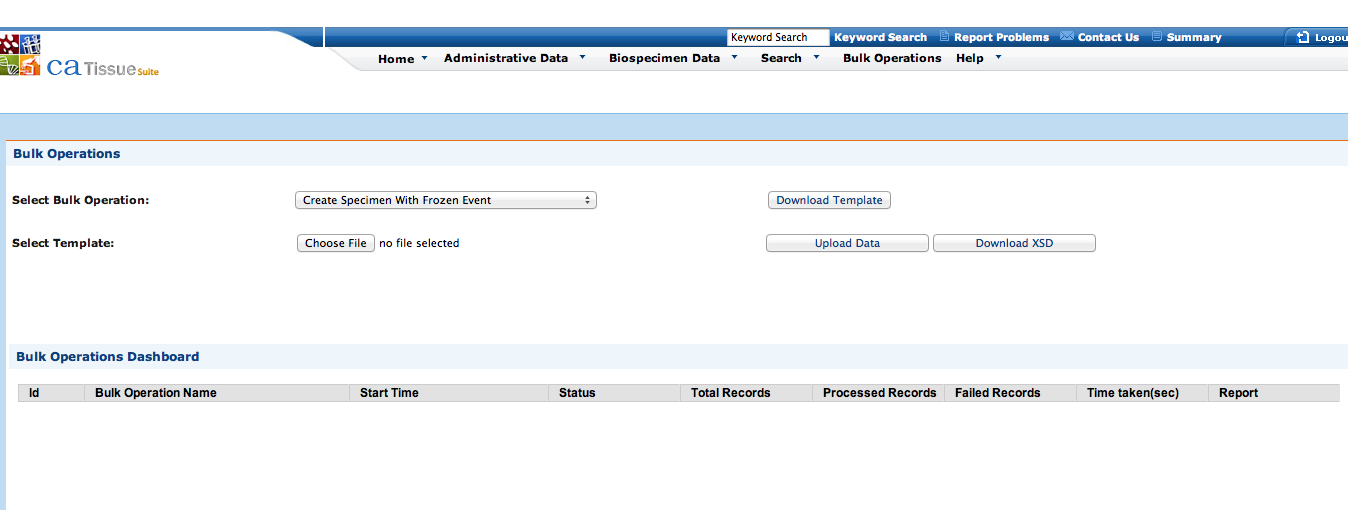 Keyword Search Keyword Search Report Problems Contact Us Summary Logou
Home Administrative Data Biospecimen Data Search Bulk Operations Help
ca Tissue Suite
Bulk Operations
Select Bulk Operation: Create Specimen With Frozen Event Download Template
Select Template: Choose File no file selected Upload Data Download XSD
Bulk Operations Dashboard
Id Bulk Operation Name Start Time Status Total Records Processed Records Failed Records Time taken(sec) Report